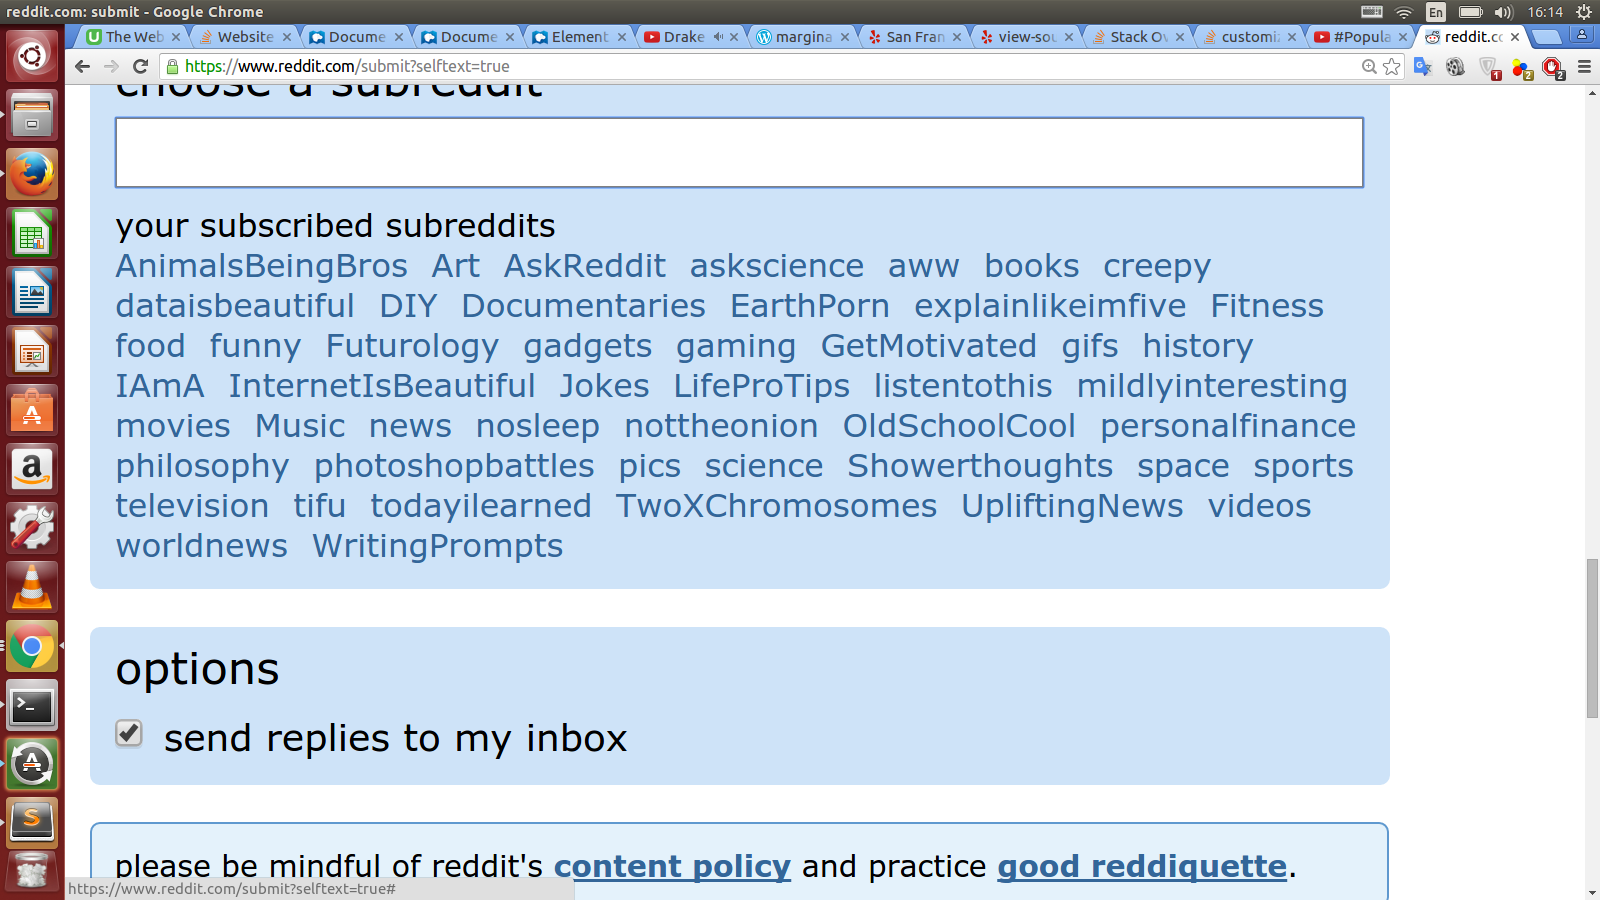 reddit.com: submit - Google Chrome
En
16:14
The Web
Website
Docume
Docume
Element
Drake
margina
San Fran
view-sou
Stack Ov
customi
#Popula
reddit.co
https://www.reddit.com/submit?selftext=true
1
2
2
choose a subreddit
your subscribed subreddits
AnimalsBeingBros Art AskReddit askscience aww books creepy
dataisbeautiful DIY Documentaries EarthPorn explainlikeimfive Fitness
food funny Futurology gadgets gaming GetMotivated gifs history
IAmA InternetIsBeautiful Jokes LifeProTips listentothis mildlyinteresting
movies Music news nosleep nottheonion OldSchoolCool personalfinance
philosophy photoshopbattles pics science Showerthoughts space sports
television tifu todayilearned TwoXChromosomes UpliftingNews videos
worldnews WritingPrompts
options
send replies to my inbox
please be mindful of reddit's content policy and practice good reddiquette.
https://www.reddit.com/submit?selftext=true#